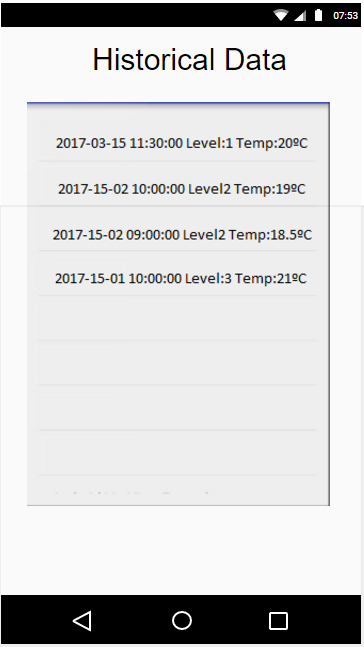 07:53
Historical Data
2017-03-15 11:30:00 Level:1 Temp:20ºC
2017-15-02 10:00:00 Level2 Temp:19ºC
2017-15-02 09:00:00 Level2 Temp:18.5ºC
2017-15-01 10:00:00 Level:3 Temp:21ºC